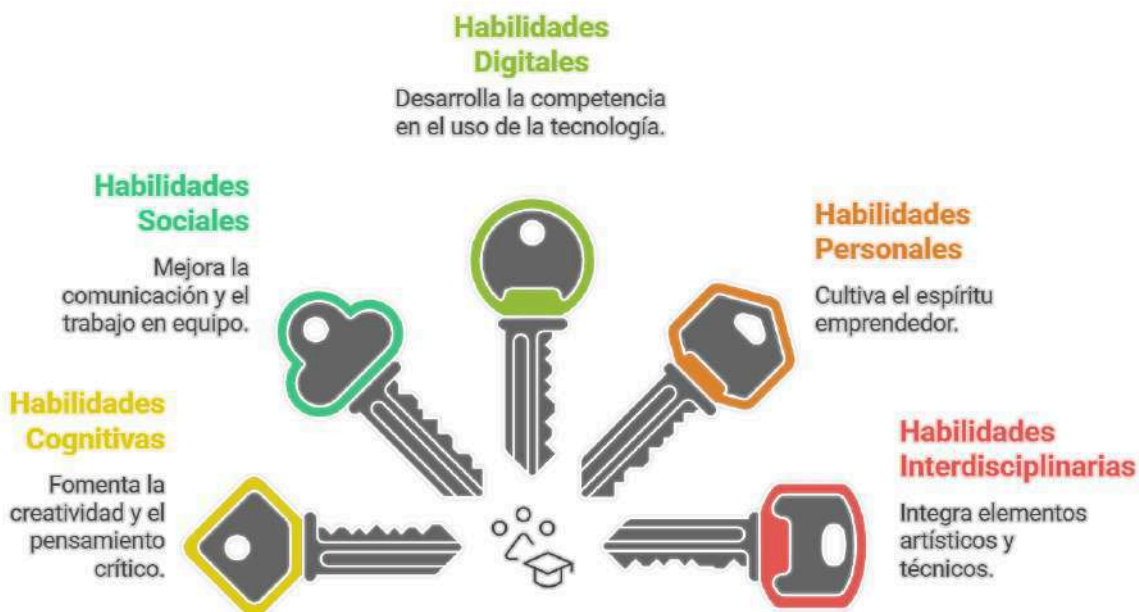 Habilidades
Digitales
Desarrolla la competencia
en el uso de la tecnología.
Habilidades
Sociales
Mejora la
comunicación y el
trabajo en equipo.
Habilidades
Personales
Cultiva el espíritu
emprendedor.
Habilidades
Cognitivas
Fomenta la
creatividad y el
pensamiento
crítico.
Habilidades
Interdisciplinarias
Integra elementos
artísticos y
técnicos.